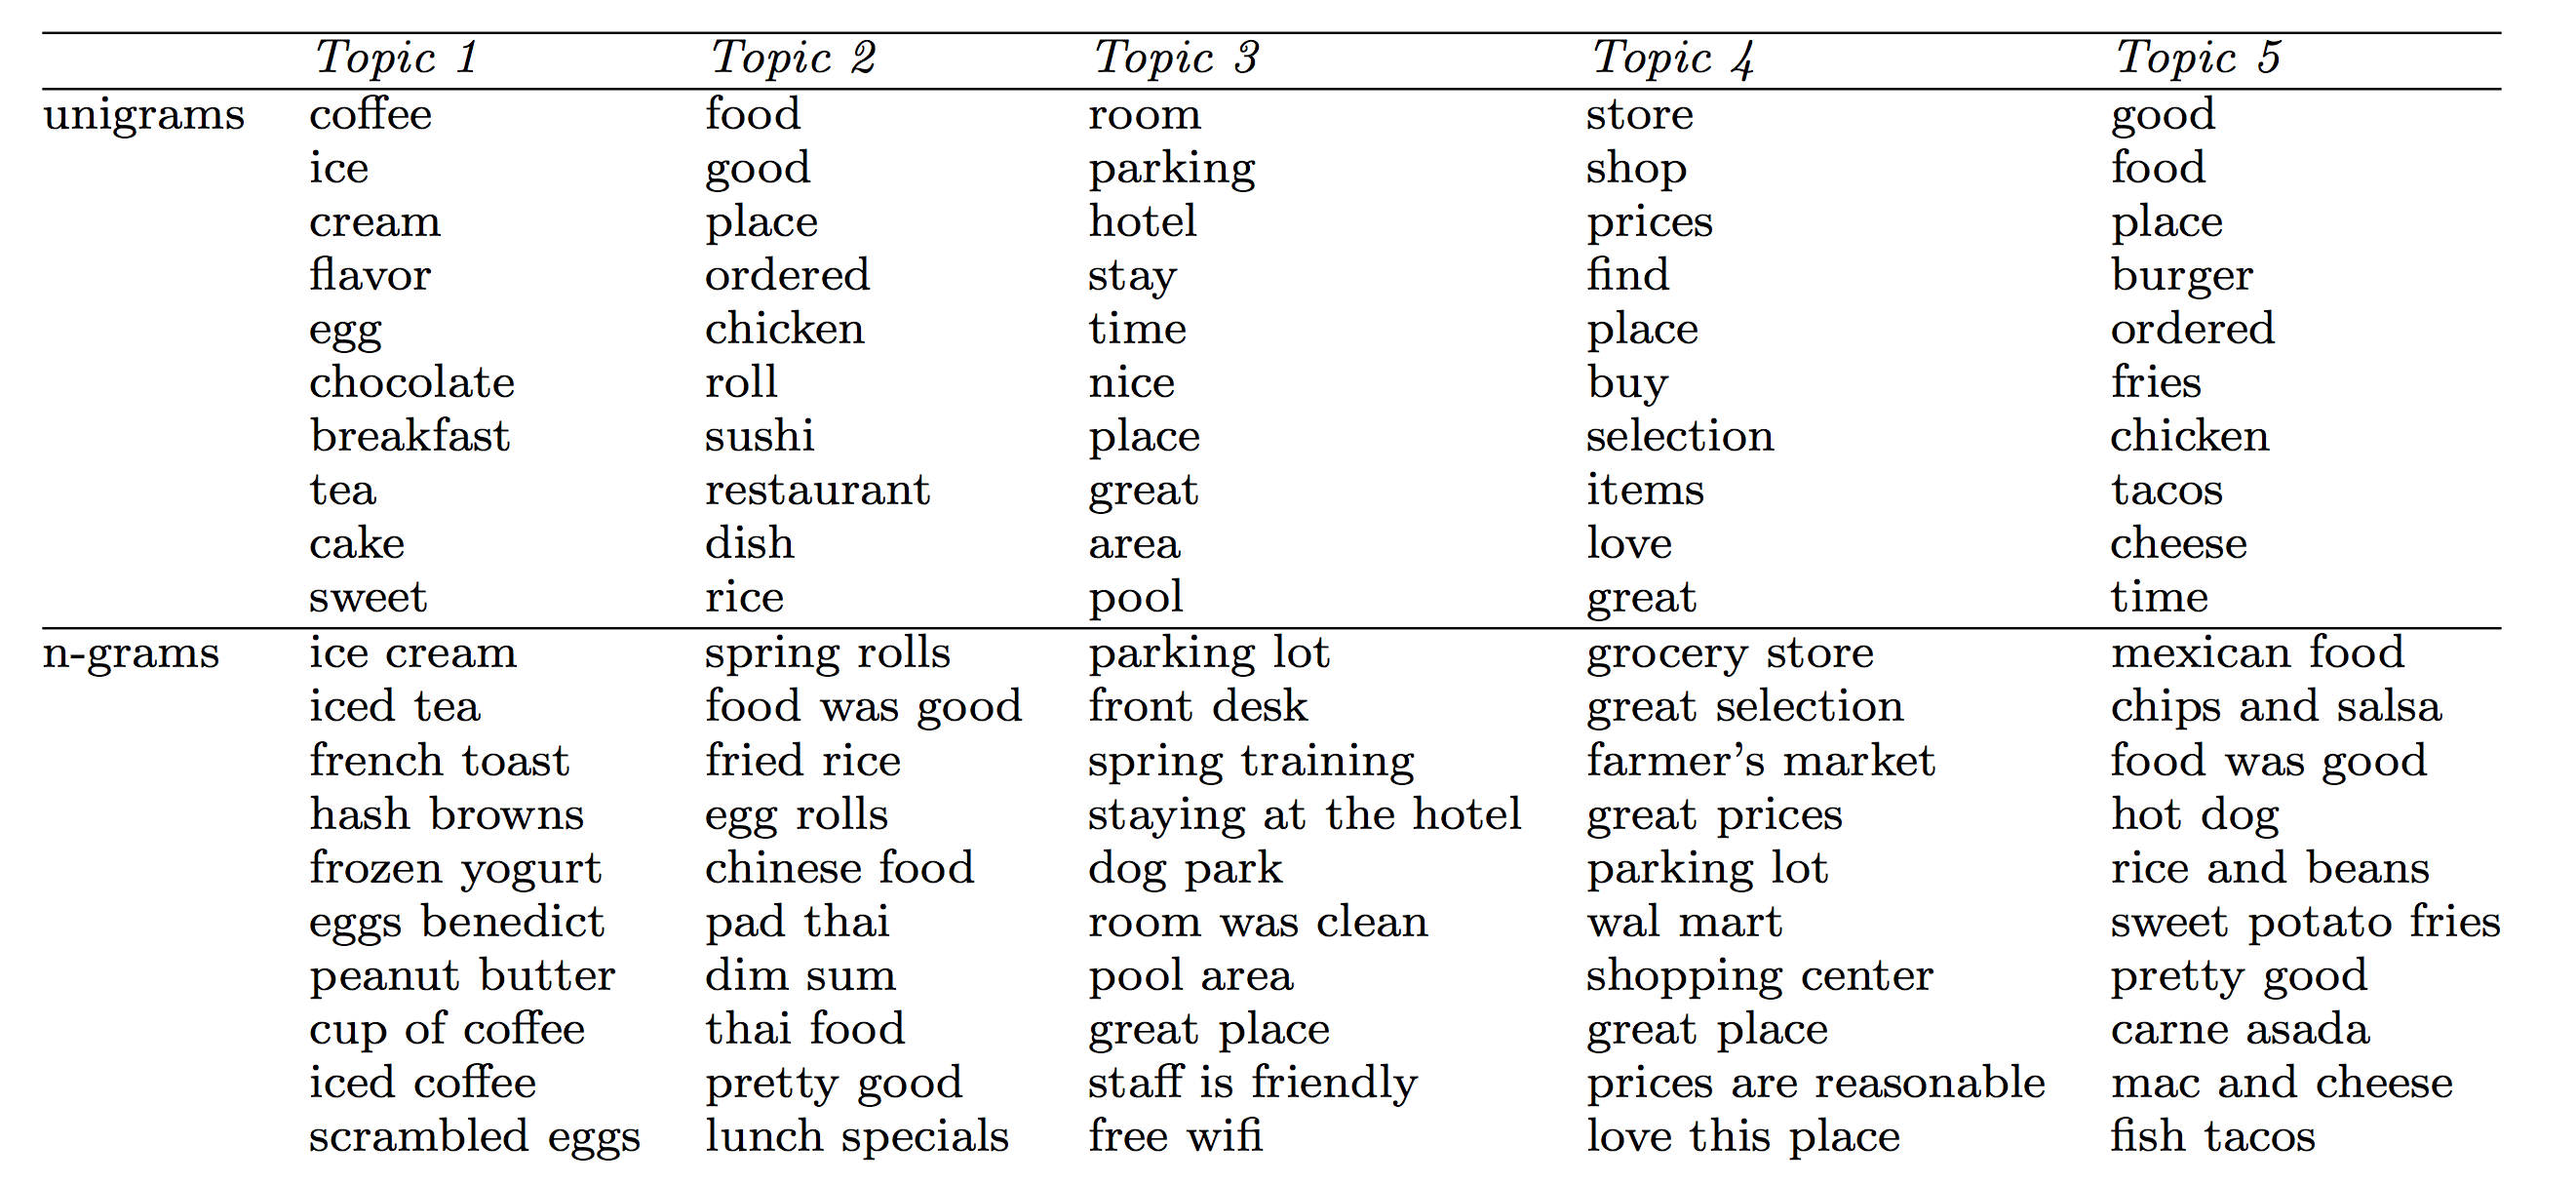 Topic 1 Topic 2 Topic 3 Topic 4 Topic 5
unigrams coffee food room store good
ice good parking shop food
cream place hotel prices place
flavor ordered stay find burger
egg chicken time place ordered
chocolate roll nice buy fries
breakfast sushi place selection chicken
tea restaurant great items tacos
cake dish area love cheese
sweet rice pool great time
n-grams ice cream spring rolls parking lot grocery store mexican food
iced tea food was good front desk great selection chips and salsa
french toast fried rice spring training farmer's market food was good
hash browns egg rolls staying at the hotel great prices hot dog
frozen yogurt chinese food dog park parking lot rice and beans
eggs benedict pad thai room was clean wal mart sweet potato fries
peanut butter dim sum pool area shopping center pretty good
cup of coffee thai food great place great place carne asada
iced coffee pretty good staff is friendly prices are reasonable mac and cheese
scrambled eggs lunch specials free wifi love this place fish tacos